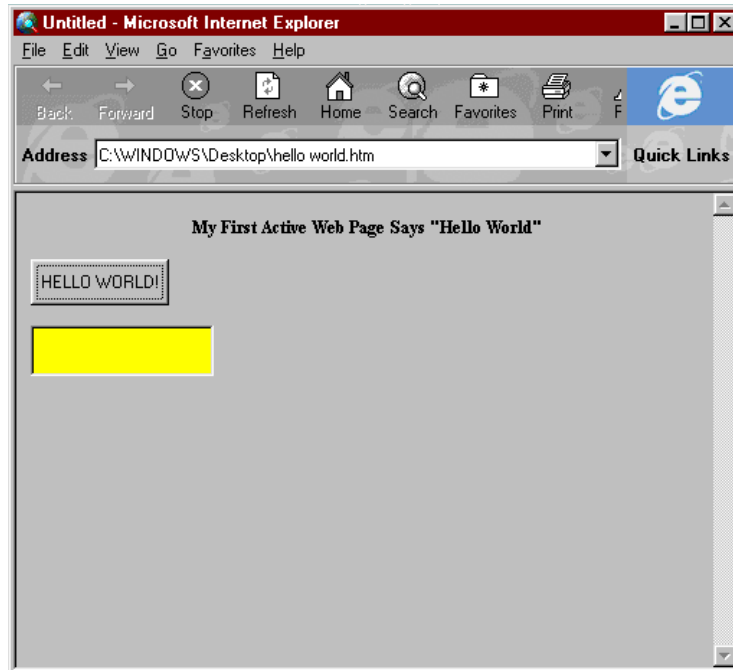 Untitled - Microsoft Internet Explorer
File Edit View Go Favorites Help
Back Forward Stop Refresh Home Search Favorites Print F
Address C:\WINDOWS\Desktop\hello world.htm Quick Links
My First Active Web Page Says "Hello World"
HELLO WORLD!